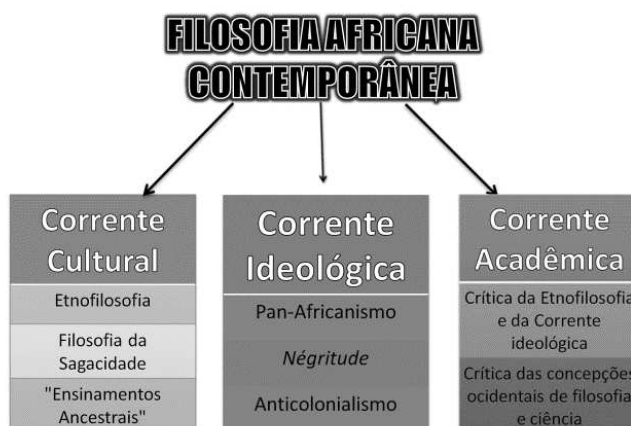 FILOSOFIA AFRICANA
CONTEMPORÂNEA
Corrente
Cultural
Etnofilosofia
Filosofia da
Sagacidade
"Ensinamentos
Ancestrais"
Corrente
Ideológica
Pan-Africanismo
Négritude
Anticolonialismo
Corrente
Acadêmica
Crítica da Etnofilosofia
e da Corrente
ideológica
Crítica das concepções
ocidentais de filosofia
e ciência